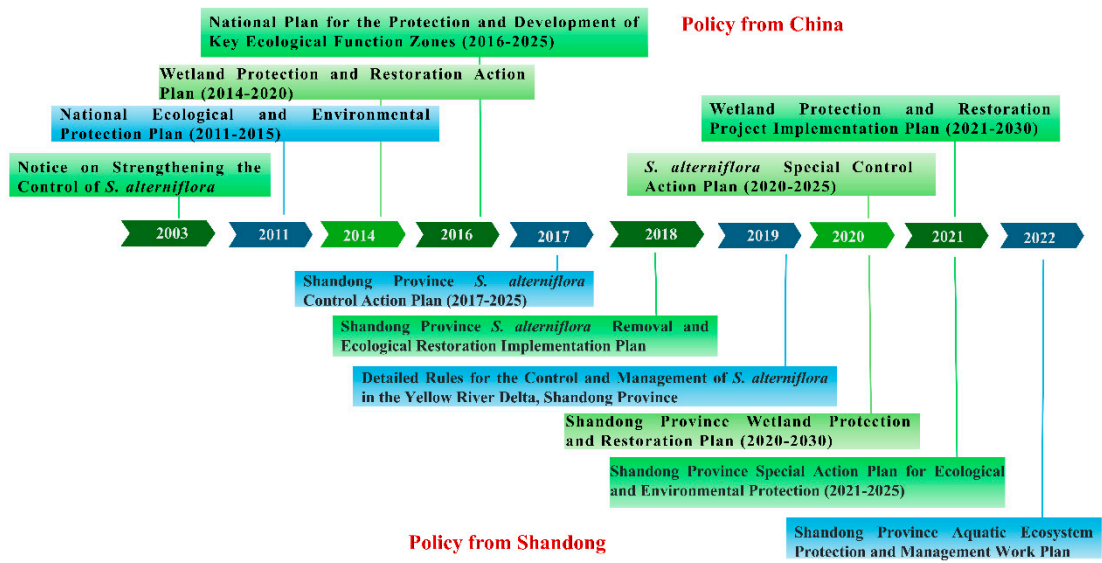 National Plan for the Protection and Development of
Key Ecological Function Zones (2016-2025)
Policy from China
Wetland Protection and Restoration Action
Plan (2014-2020)
National Ecological and Environmental
Protection Plan (2011-2015)
Wetland Protection and Restoration
Project Implementation Plan (2021-2030)
Notice on Strengthening the
Control of S. alterniflora
S. alterniflora Special Control
Action Plan (2020-2025)
2003 2011 2014 2016 2017 2018 2019 2020 2021 2022
Shandong Province S. alterniflora
Control Action Plan (2017-2025)
Shandong Province S. alterniflora Removal and
Ecological Restoration Implementation Plan
Detailed Rules for the Control and Management of S. alterniflora
in the Yellow River Delta, Shandong Province
Shandong Province Wetland Protection
and Restoration Plan (2020-2030)
Shandong Province Special Action Plan for Ecological
and Environmental Protection (2021-2025)
Shandong Province Aquatic Ecosystem
Protection and Management Work Plan
Policy from Shandong